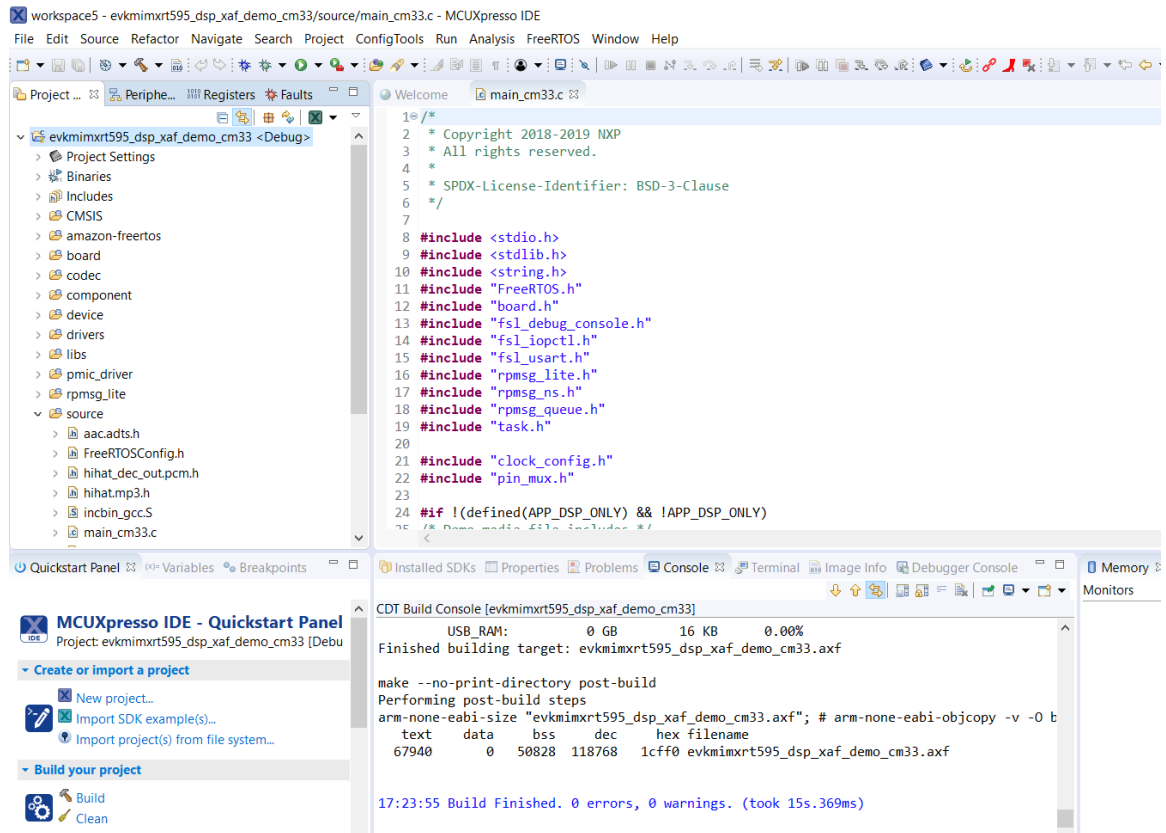 workspace5 - evkmimxrt595_dsp_xaf_demo_cm33/source/main_cm33.c - MCUXpresso IDE
File Edit Source Refactor Navigate Search Project ConfigTools Run Analysis FreeRTOS Window Help
Project ... Periphe... Registers Faults
evkmimxrt595_dsp_xaf_demo_cm33 <Debug>
Project Settings
Binaries
Includes
CMSIS
amazon-freertos
board
codec
component
device
drivers
libs
pmic_driver
rpmsg_lite
source
aac.adts.h
FreeRTOSConfig.h
hihat_dec_out.pcm.h
hihat.mp3.h
incbin_gcc.S
main_cm33.c
Welcome main_cm33.c
1 /*
2 * Copyright 2018-2019 NXP
3 * All rights reserved.
4 *
5 * SPDX-License-Identifier: BSD-3-Clause
6 */
7
8 #include <stdio.h>
9 #include <stdlib.h>
10 #include <string.h>
11 #include "FreeRTOS.h"
12 #include "board.h"
13 #include "fsl_debug_console.h"
14 #include "fsl_iopctl.h"
15 #include "fsl_usart.h"
16 #include "rpmsg_lite.h"
17 #include "rpmsg_ns.h"
18 #include "rpmsg_queue.h"
19 #include "task.h"
20
21 #include "clock_config.h"
22 #include "pin_mux.h"
23
24 #if !(defined(APP_DSP_ONLY) && !APP_DSP_ONLY)
25 /* Demo media file includes */
Quickstart Panel (x)= Variables Breakpoints
IDE
MCUXpresso IDE - Quickstart Panel
Project: evkmimxrt595_dsp_xaf_demo_cm33 [Debu
Create or import a project
New project...
Import SDK example(s)...
Import project(s) from file system...
Build your project
Build
Clean
Installed SDKs Properties Problems Console Terminal Image Info Debugger Console
CDT Build Console [evkmimxrt595_dsp_xaf_demo_cm33]
USB_RAM: 0 GB 16 KB 0.00%
Finished building target: evkmimxrt595_dsp_xaf_demo_cm33.axf
make --no-print-directory post-build
Performing post-build steps
arm-none-eabi-size "evkmimxrt595_dsp_xaf_demo_cm33.axf"; # arm-none-eabi-objcopy -v -O b
text data bss dec hex filename
67940 0 50828 118768 1cff0 evkmimxrt595_dsp_xaf_demo_cm33.axf
17:23:55 Build Finished. 0 errors, 0 warnings. (took 15s.369ms)
Memory
Monitors